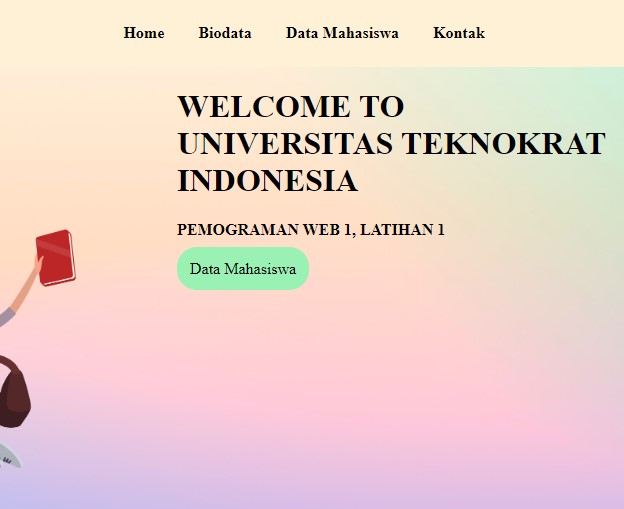 Home Biodata Data Mahasiswa Kontak
WELCOME TO
UNIVERSITAS TEKNOKRAT
INDONESIA
PEMOGRAMAN WEB 1, LATIHAN 1
Data Mahasiswa